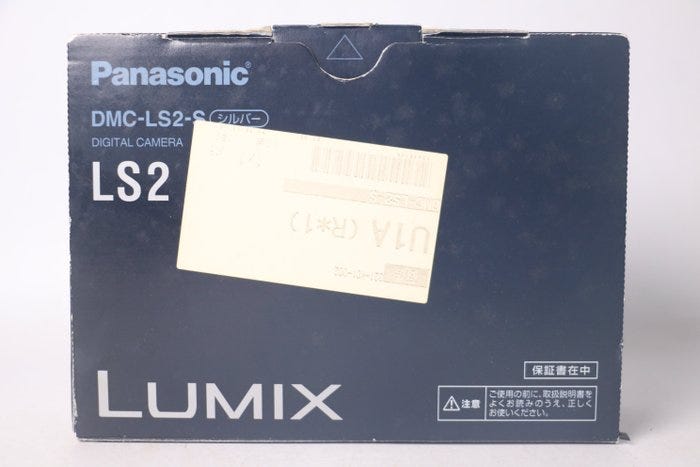 Panasonic®
DMC-LS2-S シルバー
DIGITAL CAMERA
LS2
DMC-LS2-S
U1A (R*1)
LUMIX
保証書在中
注意
ご使用の前に、取扱説明書を
よくお読みのうえ、正しく
お使いください。